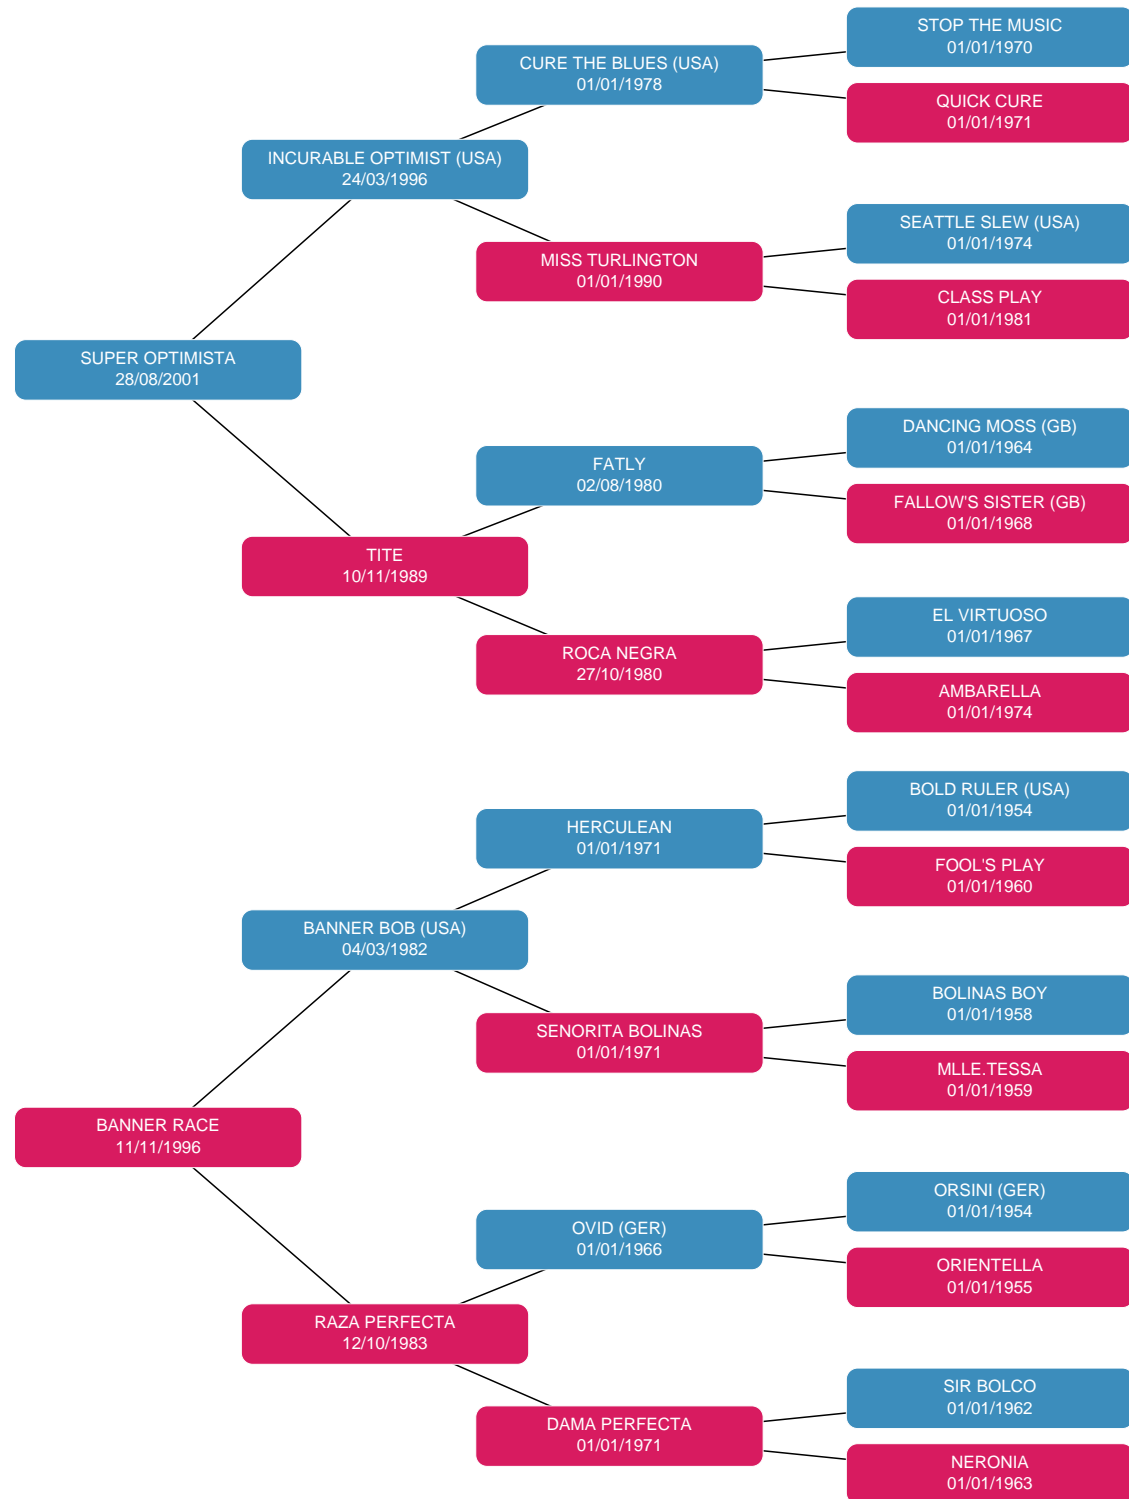 STOP THE MUSIC
01/01/1970
CURE THE BLUES (USA)
01/01/1978
QUICK CURE
01/01/1971
INCURABLE OPTIMIST (USA)
24/03/1996
SEATTLE SLEW (USA)
01/01/1974
MISS TURLINGTON
01/01/1990
CLASS PLAY
01/01/1981
SUPER OPTIMISTA
28/08/2001
DANCING MOSS (GB)
01/01/1964
FATLY
02/08/1980
FALLOW'S SISTER (GB)
01/01/1968
TITE
10/11/1989
EL VIRTUOSO
01/01/1967
ROCA NEGRA
27/10/1980
AMBARELLA
01/01/1974
BOLD RULER (USA)
01/01/1954
HERCULEAN
01/01/1971
FOOL'S PLAY
01/01/1960
BANNER BOB (USA)
04/03/1982
BOLINAS BOY
01/01/1958
SENORITA BOLINAS
01/01/1971
MLLE.TESSA
01/01/1959
BANNER RACE
11/11/1996
ORSINI (GER)
01/01/1954
OVID (GER)
01/01/1966
ORIENTELLA
01/01/1955
RAZA PERFECTA
12/10/1983
SIR BOLCO
01/01/1962
DAMA PERFECTA
01/01/1971
NERONIA
01/01/1963